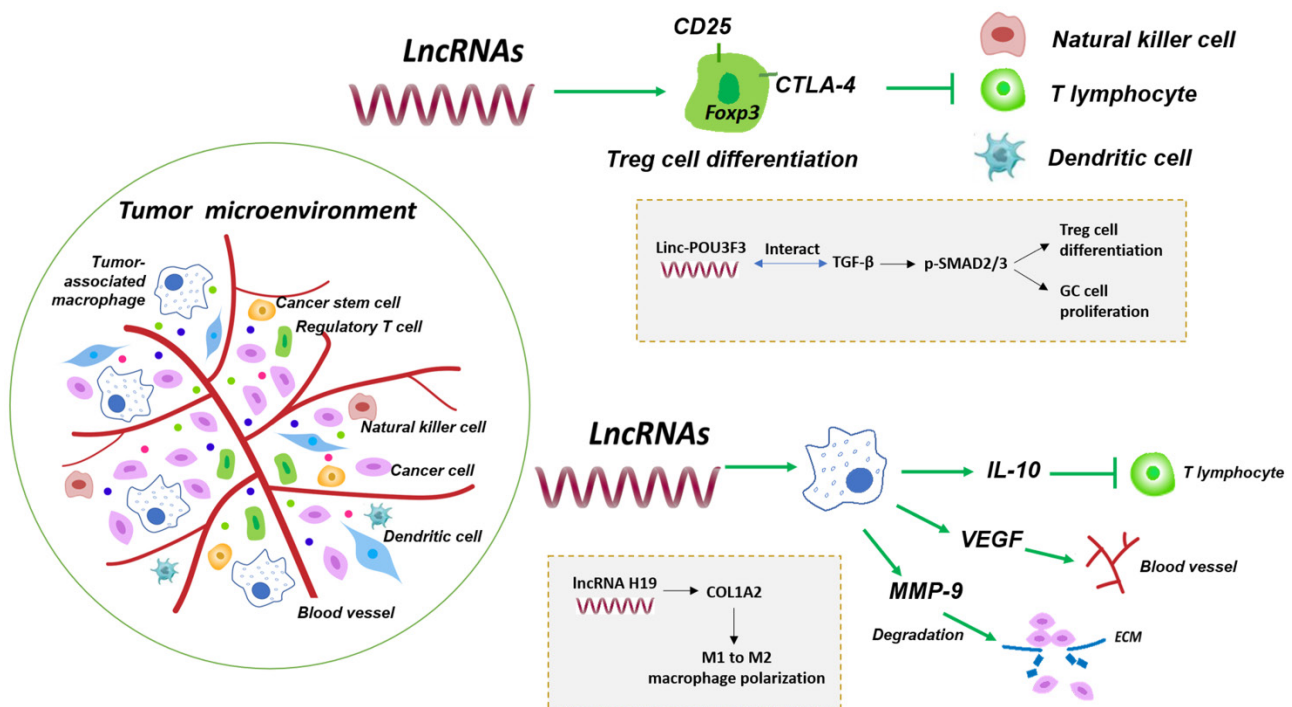 LncRNAs
CD25
CTLA-4
Foxp3
Treg cell differentiation
Natural killer cell
T lymphocyte
Dendritic cell
Linc-POU3F3
Interact
TGF-β
p-SMAD2/3
Treg cell
differentiation
GC cell
proliferation
Tumor microenvironment
Tumor-
associated
macrophage
Cancer stem cell
Regulatory T cell
Natural killer cell
Cancer cell
Dendritic cell
Blood vessel
LncRNAs
IL-10
T lymphocyte
VEGF
Blood vessel
MMP-9
Degradation
ECM
lncRNA H19
COL1A2
M1 to M2
macrophage polarization